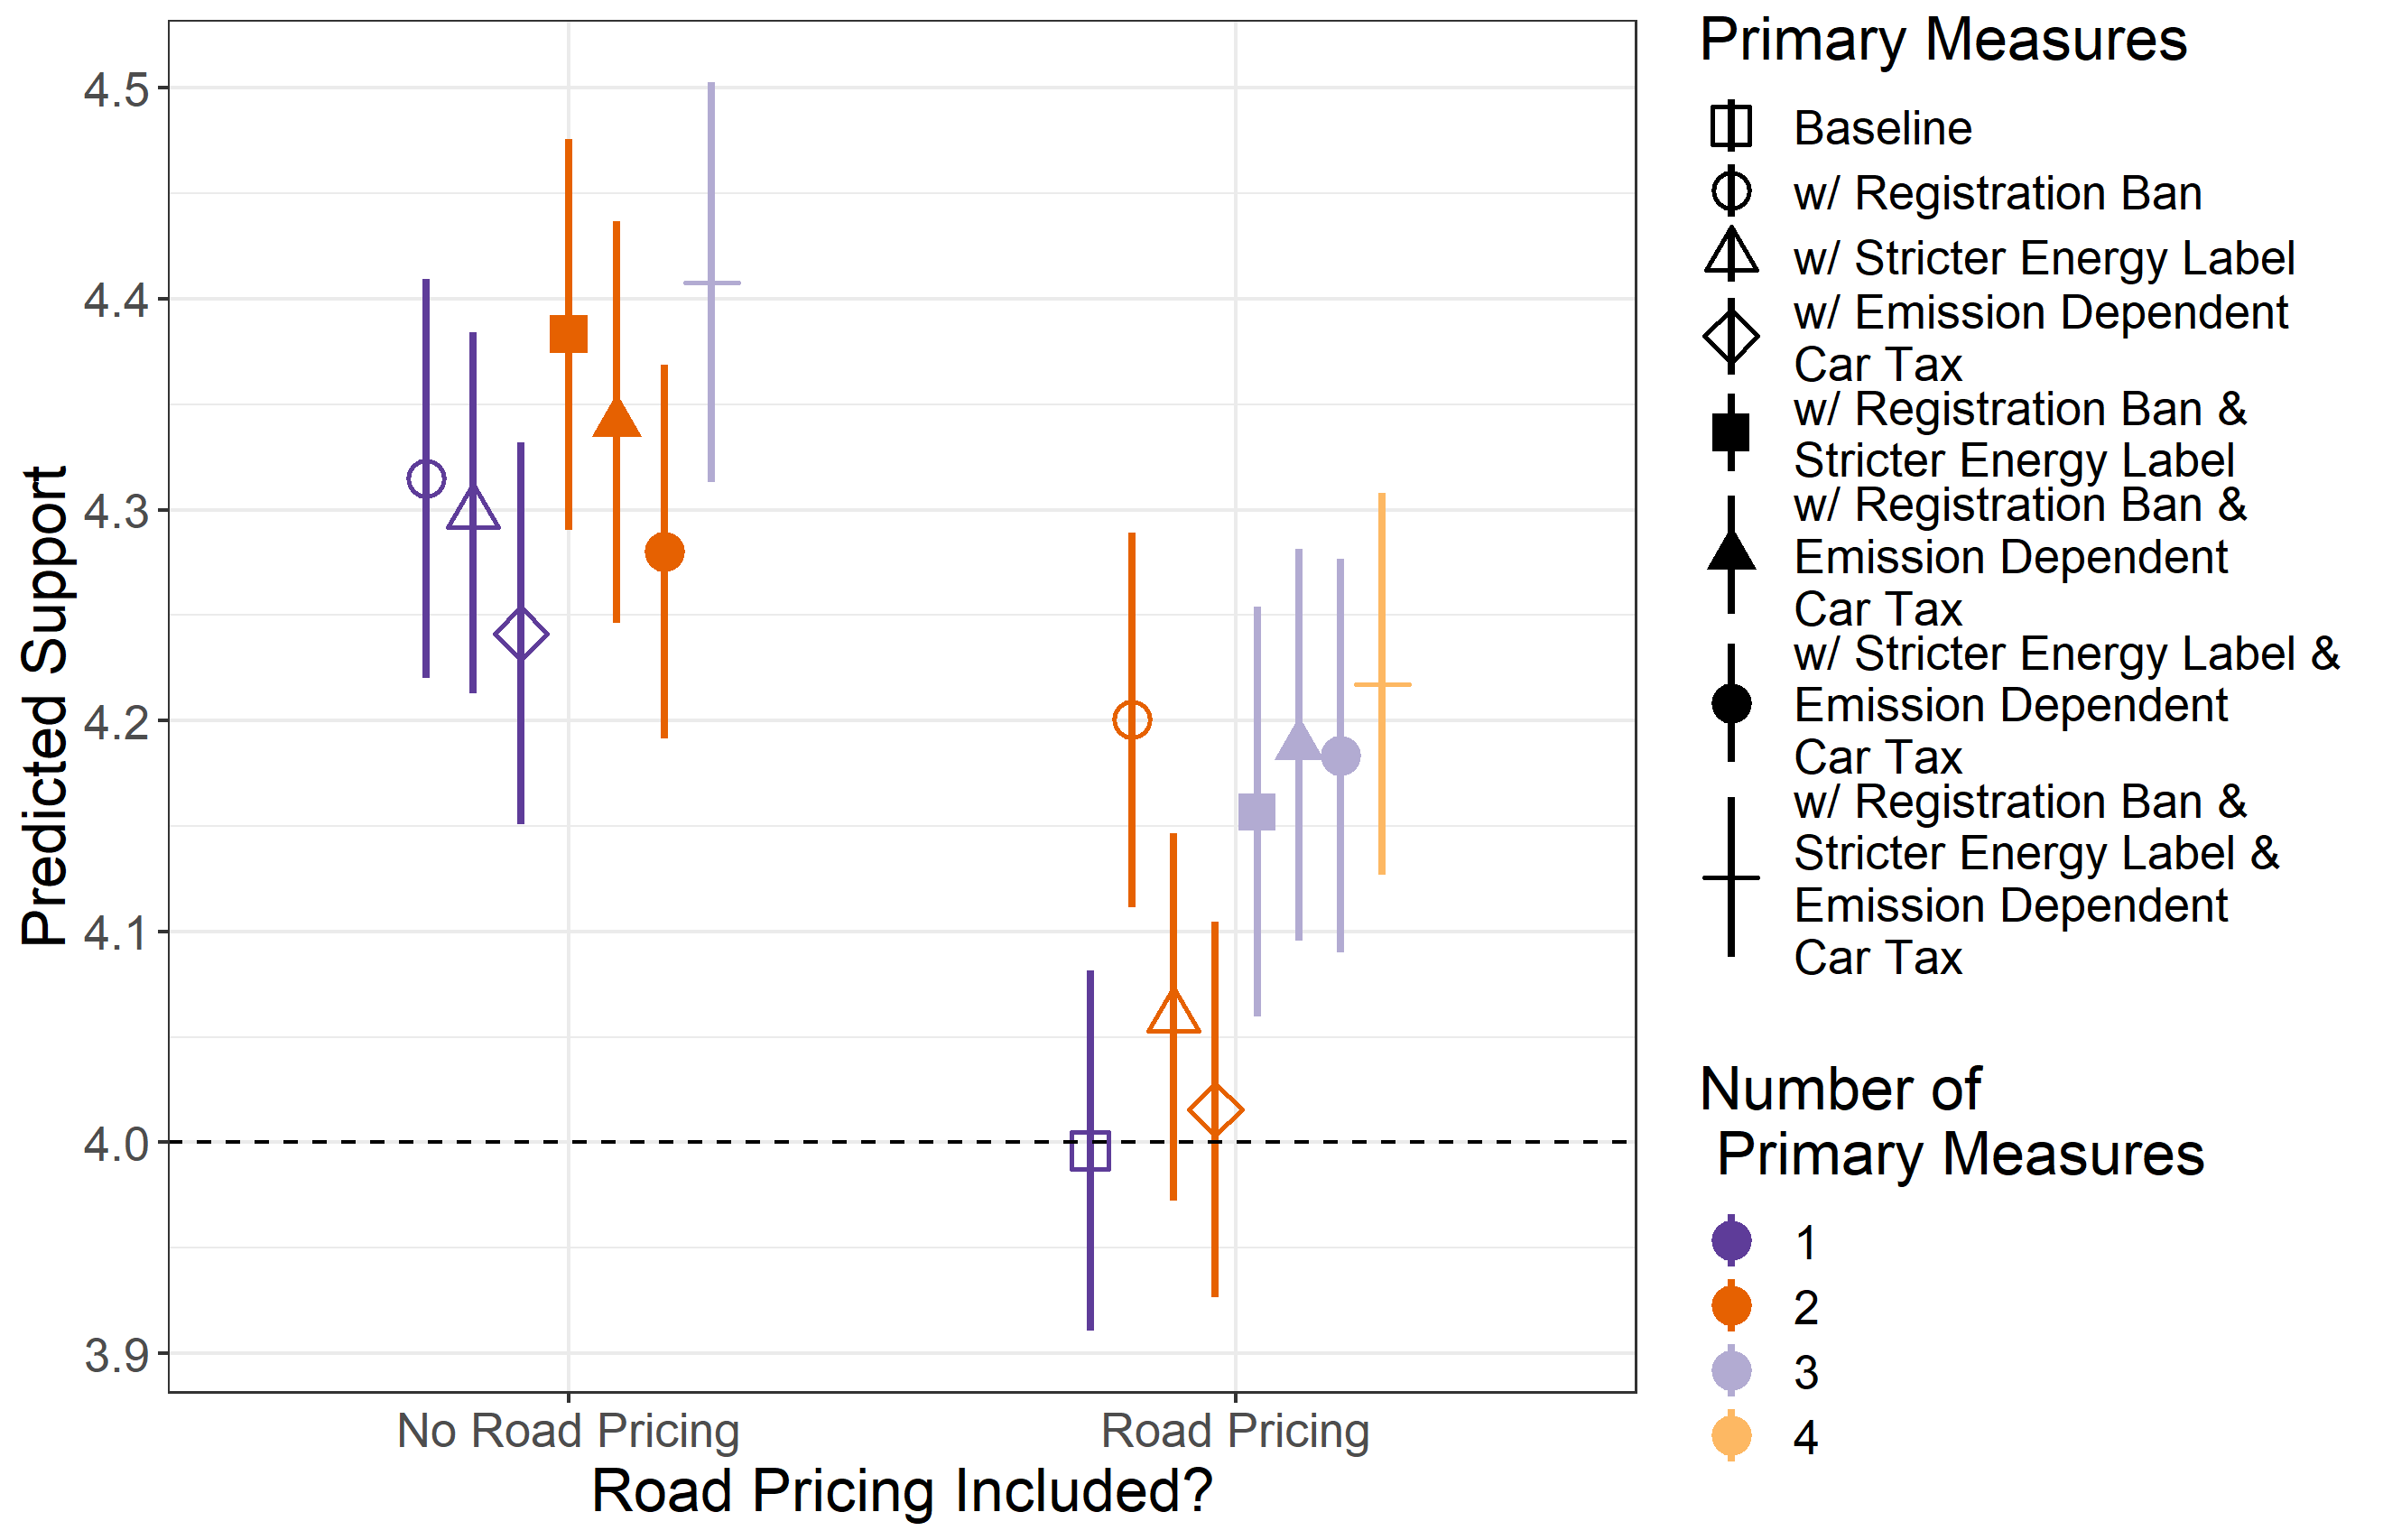 4.5
4.4
4.3
4.2
4.1
4.0
3.9
Predicted Support
No Road Pricing
Road Pricing
Road Pricing Included?
Primary Measures
Baseline
w/ Registration Ban
w/ Stricter Energy Label
w/ Emission Dependent
Car Tax
w/ Registration Ban &
Stricter Energy Label
w/ Registration Ban &
Emission Dependent
Car Tax
w/ Stricter Energy Label &
Emission Dependent
Car Tax
w/ Registration Ban &
Stricter Energy Label &
Emission Dependent
Car Tax
Number of
Primary Measures
1
2
3
4